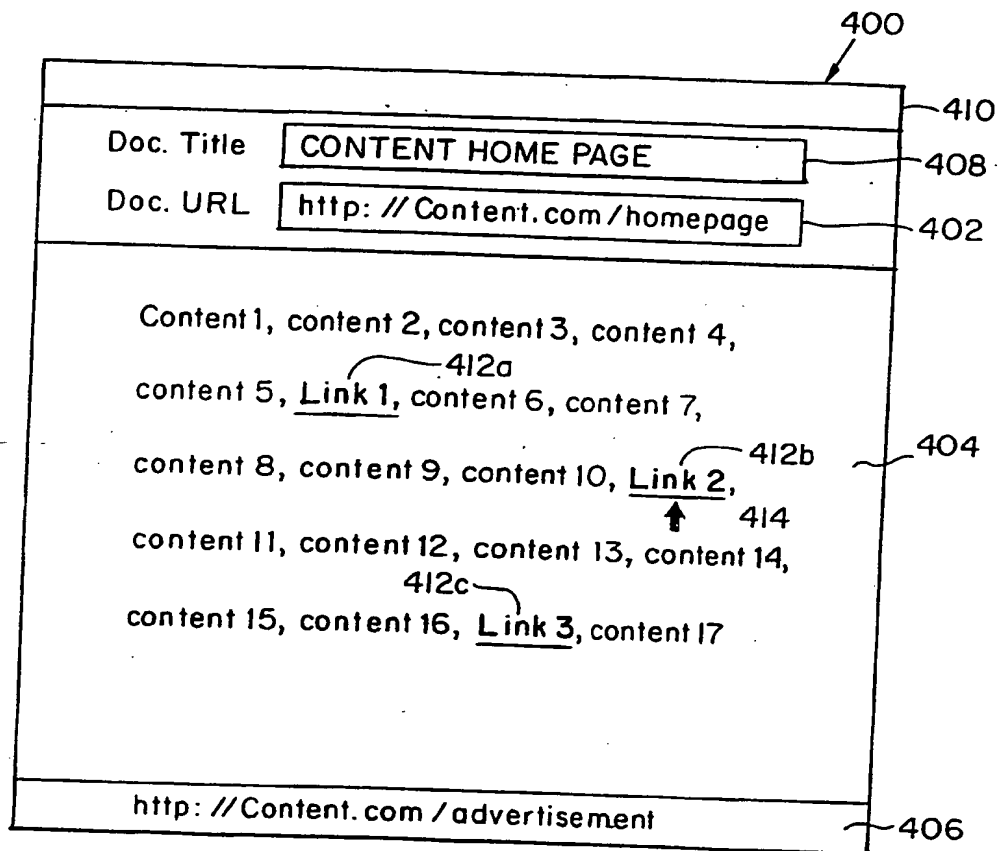 400
410
Doc. Title CONTENT HOME PAGE 408
Doc. URL http: //Content.com/homepage 402
Content 1, content 2, content 3, content 4,
412a
content 5, Link 1, content 6, content 7,
412b 404
content 8, content 9, content 10, Link 2,
414
content 11, content 12, content 13, content 14,
412c
content 15, content 16, Link 3, content 17
http: //Content.com/advertisement 406